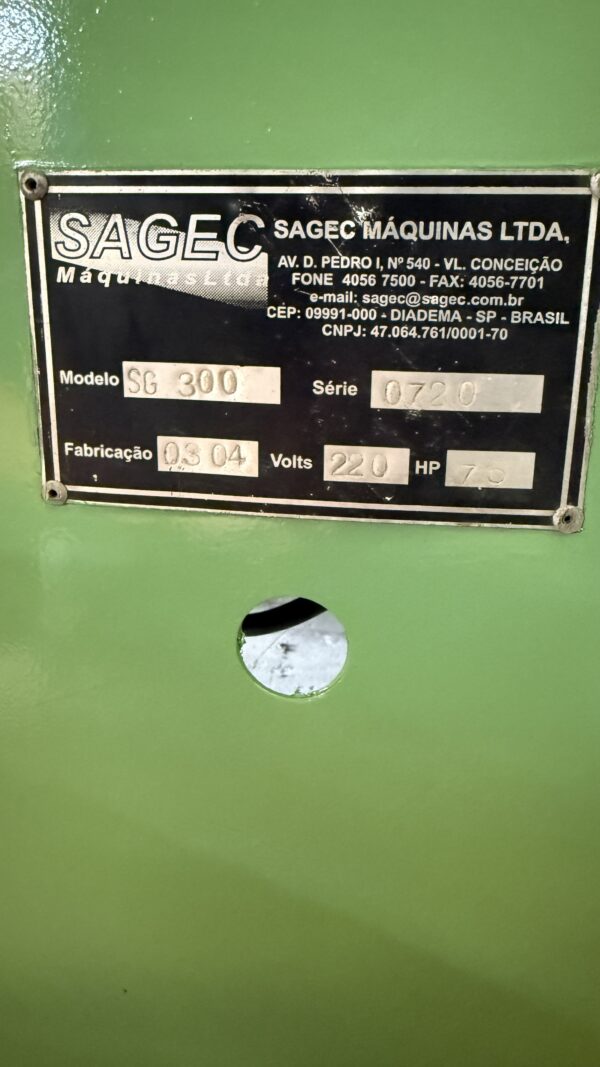 SAGEC
Máquinas Ltda
SAGEC MÁQUINAS LTDA,
AV. D. PEDRO I, Nº 540 - VL. CONCEIÇÃO
FONE 4056 7500 - FAX: 4056-7701
e-mail: sagec@sagec.com.br
CEP: 09991-000 - DIADEMA - SP - BRASIL
CNPJ: 47.064.761/0001-70
Modelo SG 300 Série 0720
Fabricação 03 04 Volts 220 HP